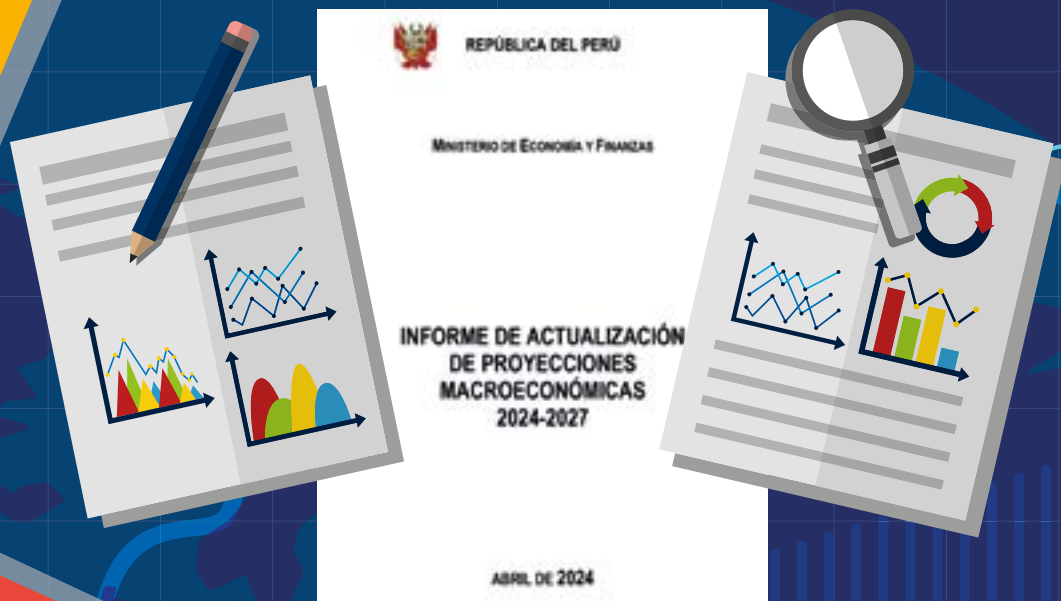 REPÚBLICA DEL PERÚ
MINISTERIO DE ECONOMÍA Y FINANZAS
INFORME DE ACTUALIZACIÓN
DE PROYECCIONES
MACROECONÓMICAS
2024-2027
ABRIL DE 2024